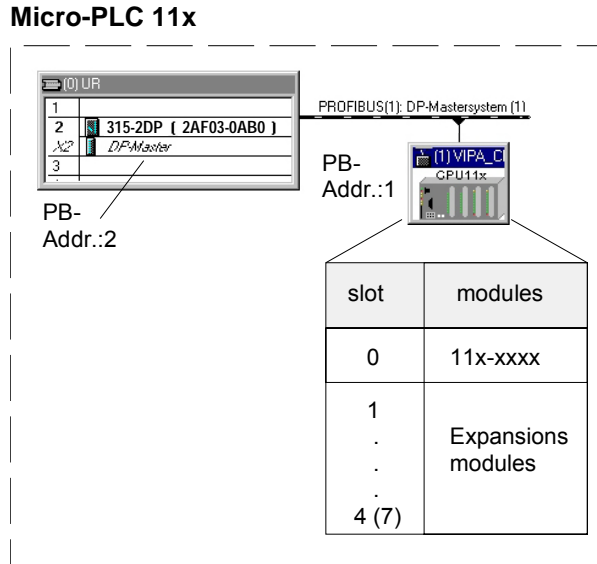 Micro-PLC 11x
(0) UR
1
2 315-2DP ( 2AF03-0AB0 )
X2 DP-Master
3
PROFIBUS(1): DP-Mastersystem (1)
(1) VIPA_C
CPU11x
PB-
Addr.:1
PB-
Addr.:2
slot modules
0 11x-xxxx
1
.
.
.
4 (7)
Expansions
modules